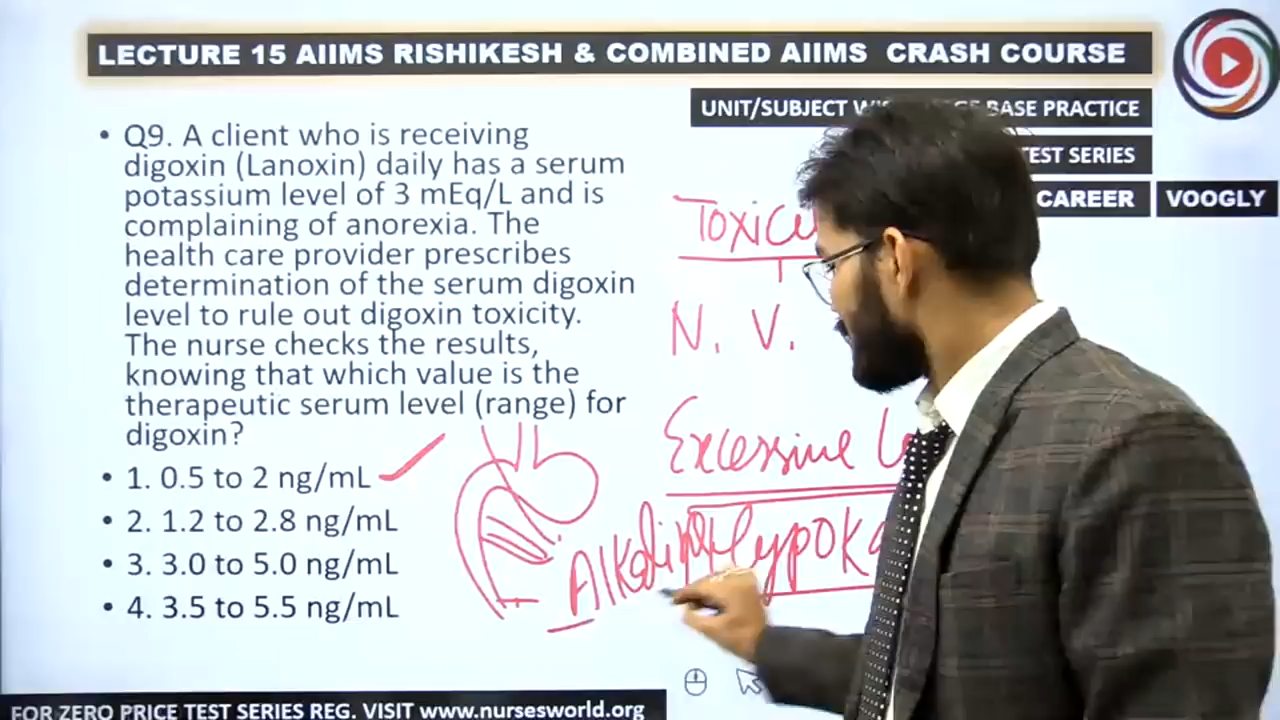 LECTURE 15 AIIMS RISHIKESH & COMBINED AIIMS CRASH COURSE
UNIT/SUBJECT BASE PRACTICE
TEST SERIES
CAREER
VOOGLY
• Q9. A client who is receiving
digoxin (Lanoxin) daily has a serum
potassium level of 3 mEq/L and is
complaining of anorexia. The
health care provider prescribes
determination of the serum digoxin
level to rule out digoxin toxicity.
The nurse checks the results,
knowing that which value is the
therapeutic serum level (range) for
digoxin?
• 1. 0.5 to 2 ng/mL
• 2. 1.2 to 2.8 ng/mL
• 3. 3.0 to 5.0 ng/mL
• 4. 3.5 to 5.5 ng/mL
N. V.
Excessive
FOR ZERO PRICE TEST SERIES REG. VISIT www.nursesworld.org